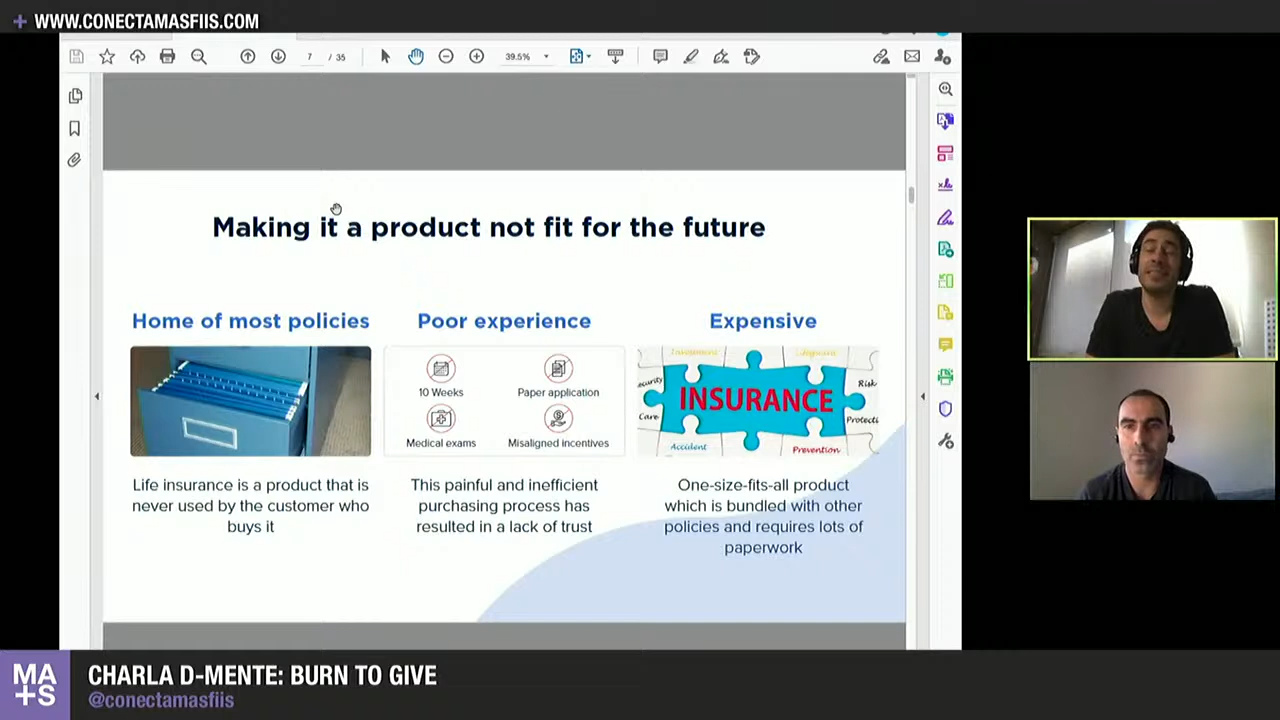 + WWW.CONECTAMASFIIS.COM
7 / 35
39.5%
Making it a product not fit for the future
Home of most policies
Poor experience
Expensive
10 Weeks
Paper application
Medical exams
Misaligned incentives
INSURANCE
Risk
Care
Accident
Prevention
Life insurance is a product that is
never used by the customer who
buys it
This painful and inefficient
purchasing process has
resulted in a lack of trust
One-size-fits-all product
which is bundled with other
policies and requires lots of
paperwork
MA
+S
CHARLA D-MENTE: BURN TO GIVE
@conectamasfiis